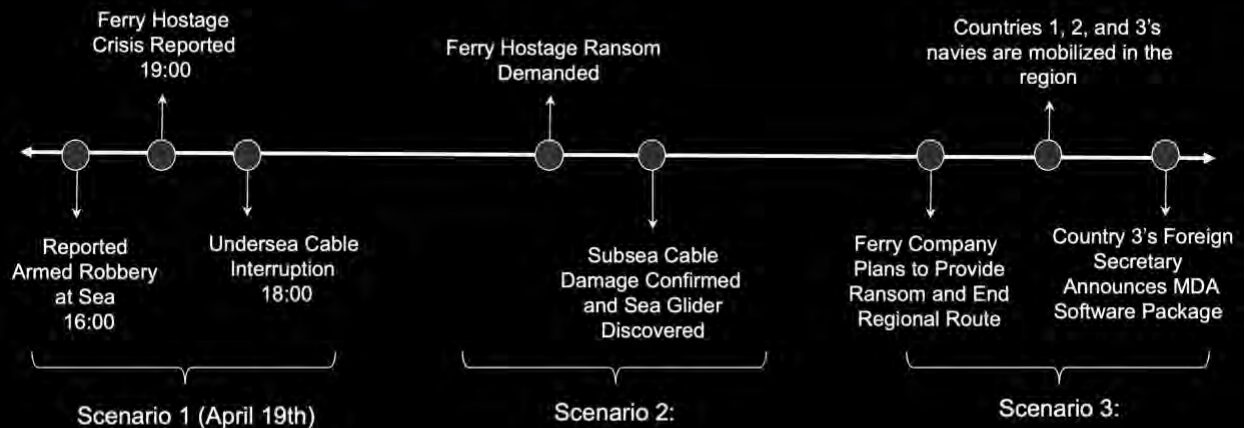 Ferry Hostage
Crisis Reported
19:00
Ferry Hostage Ransom
Demanded
Countries 1, 2, and 3's
navies are mobilized in the
region
Reported
Armed Robbery
at Sea
16:00
Undersea Cable
Interruption
18:00
Subsea Cable
Damage Confirmed
and Sea Glider
Discovered
Ferry Company
Plans to Provide
Ransom and End
Regional Route
Country 3's Foreign
Secretary
Announces MDA
Software Package
Scenario 1 (April 19th)
Scenario 2:
Scenario 3: